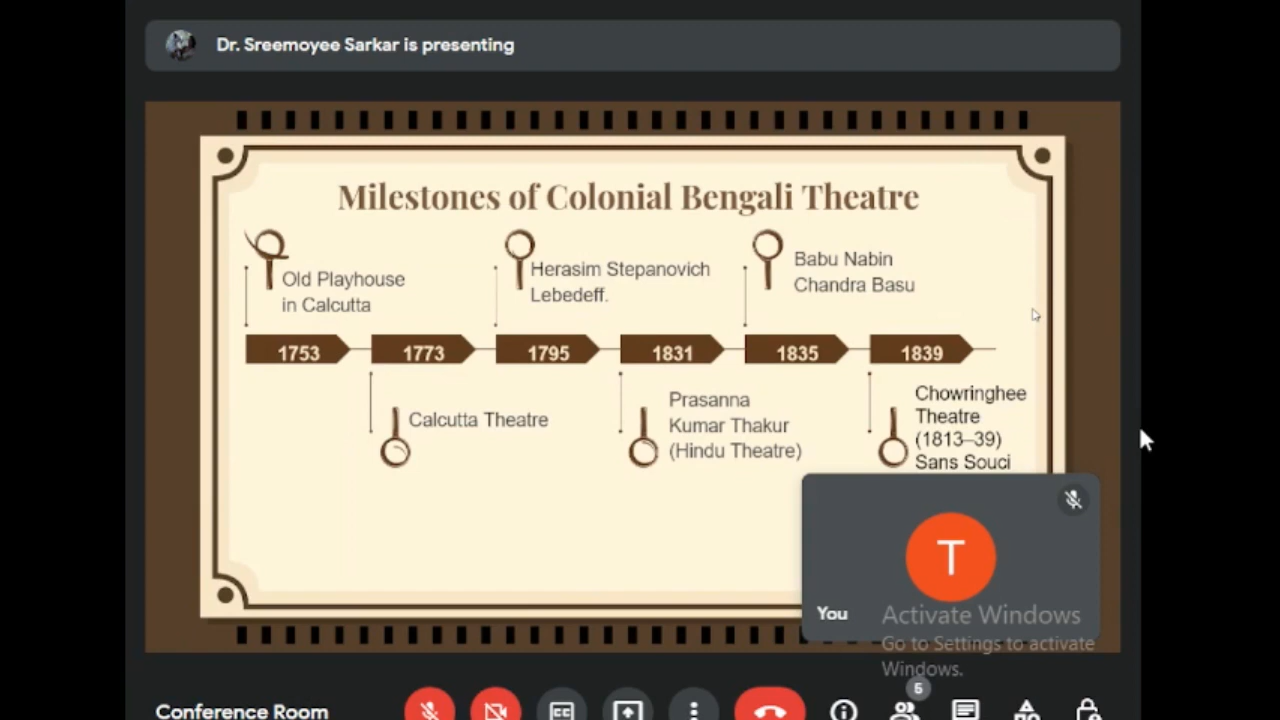 Dr. Sreemoyee Sarkar is presenting
Milestones of Colonial Bengali Theatre
Old Playhouse
in Calcutta
Herasim Stepanovich
Lebedeff.
Babu Nabin
Chandra Basu
1753
1773
1795
1831
1835
1839
Calcutta Theatre
Prasanna
Kumar Thakur
(Hindu Theatre)
Chowringhee
Theatre
(1813–39)
Sans Souci
T
You
Activate Windows
Go to Settings to activate
Windows.
Conference Room
CC
6